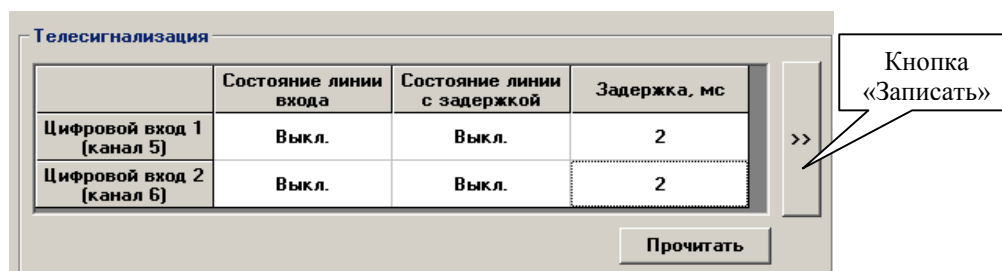 Телесигнализация
Состояние линии входа
Состояние линии с задержкой
Задержка, мс
Цифровой вход 1 (канал 5)
Выкл.
Выкл.
2
Цифровой вход 2 (канал 6)
Выкл.
Выкл.
2
>>
Прочитать
Кнопка
«Записать»